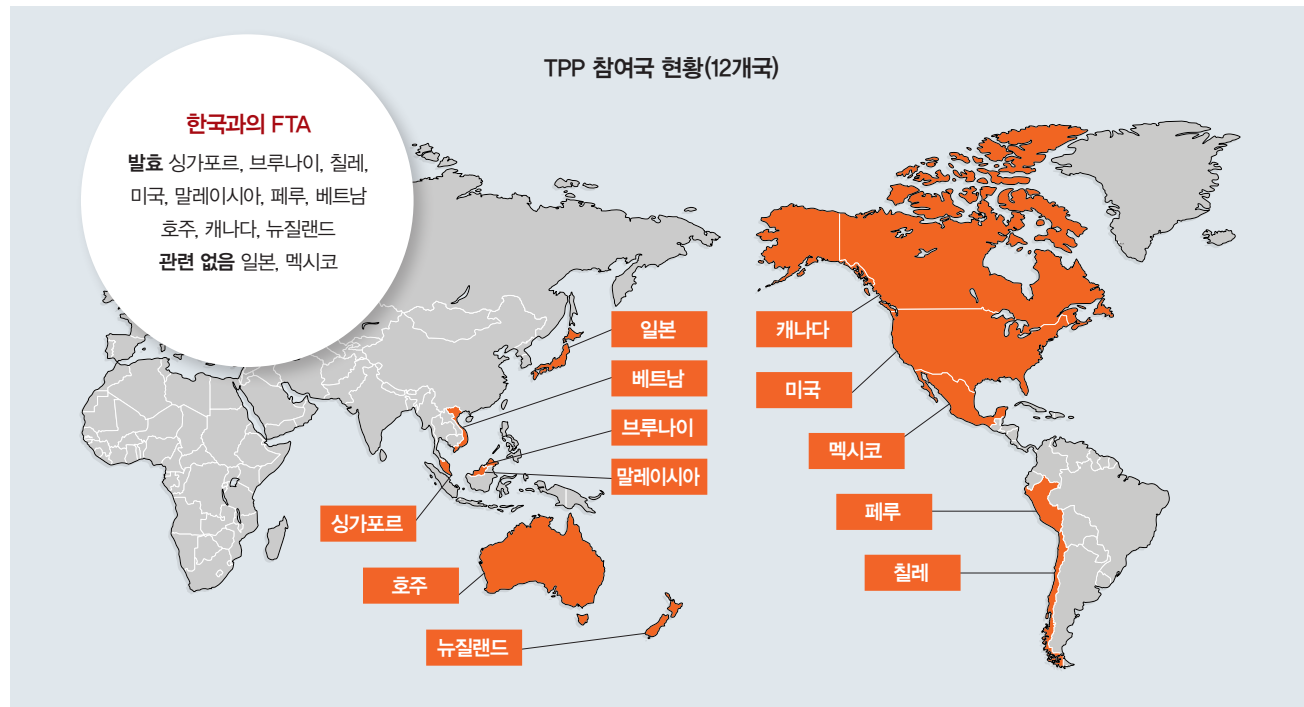 TPP 참여국 현황(12개국)
한국과의 FTA
발효 싱가포르, 브루나이, 칠레,
미국, 말레이시아, 페루, 베트남
호주, 캐나다, 뉴질랜드
관련 없음 일본, 멕시코
일본
베트남
브루나이
말레이시아
싱가포르
호주
뉴질랜드
캐나다
미국
멕시코
페루
칠레